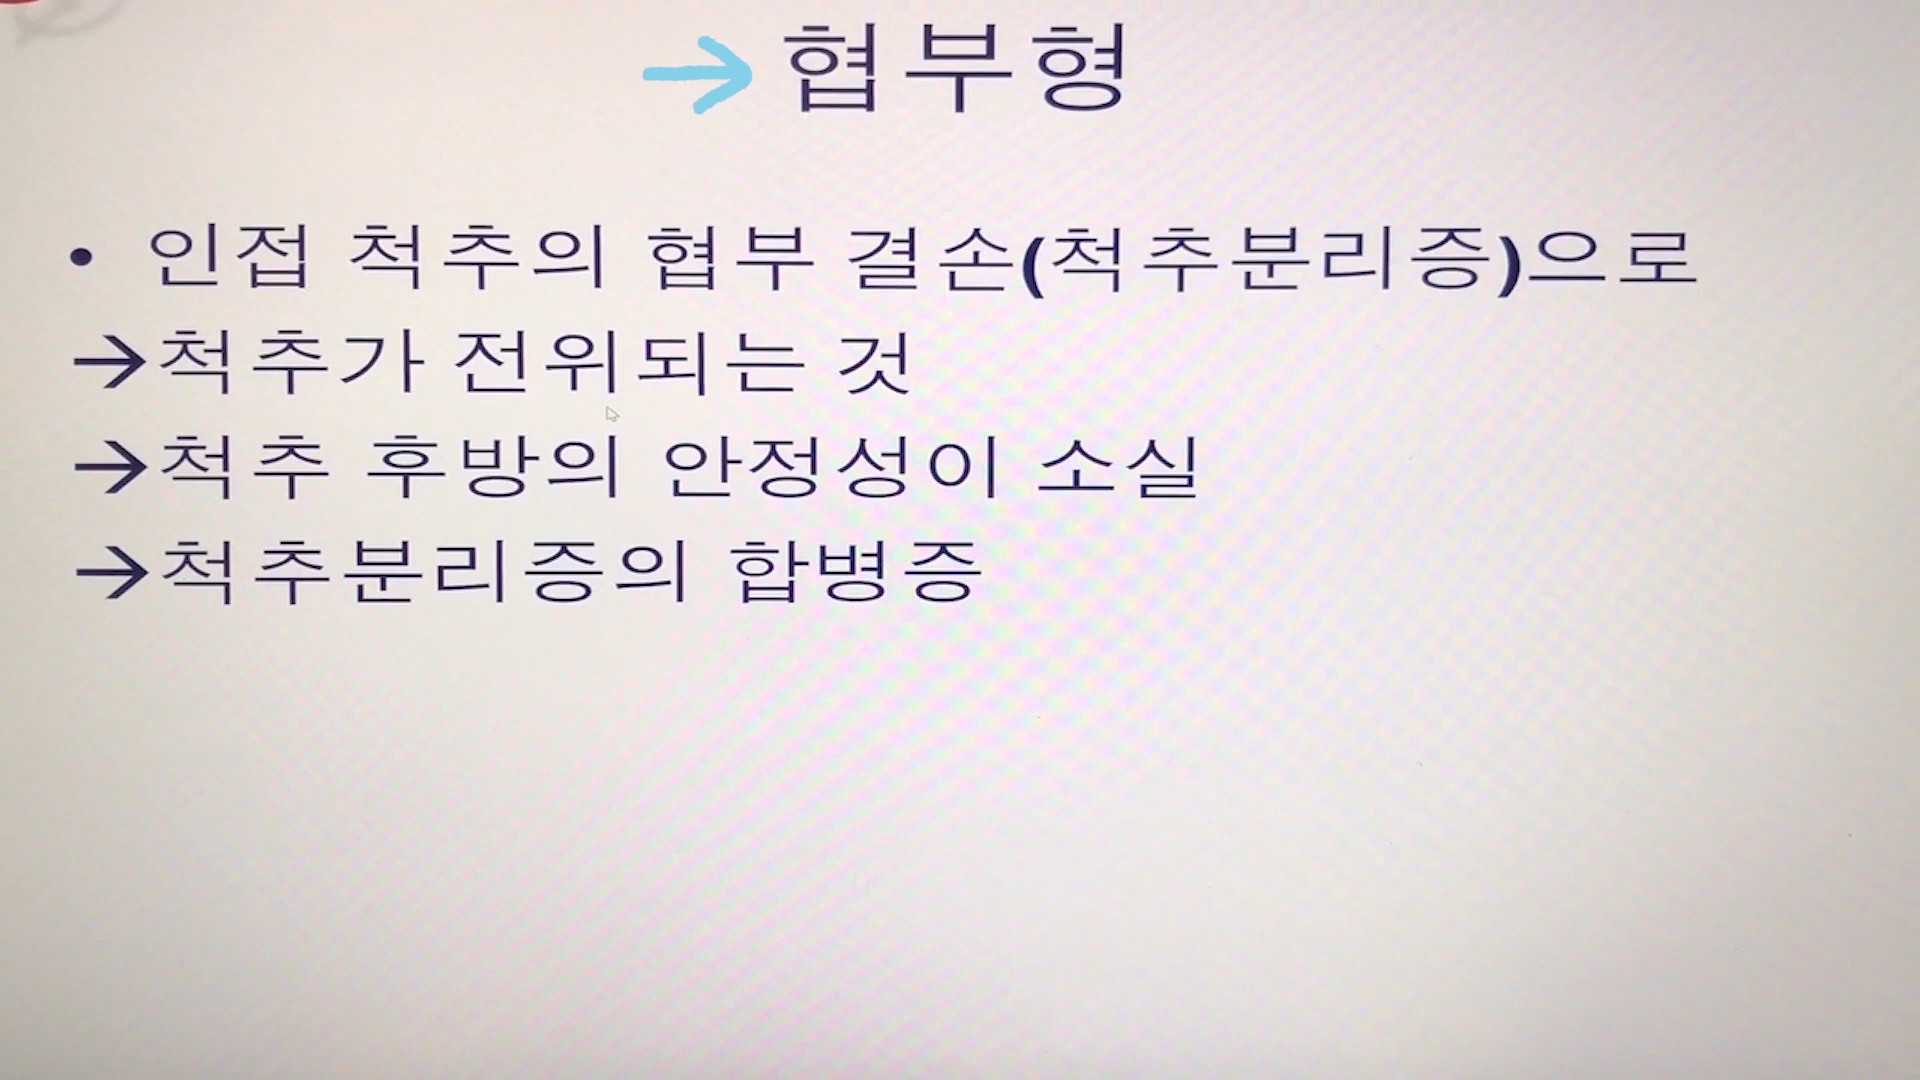 → 협부형
• 인접 척추의 협부 결손(척추분리증)으로
→척추가 전위되는 것
→척추 후방의 안정성이 소실
→척추분리증의 합병증